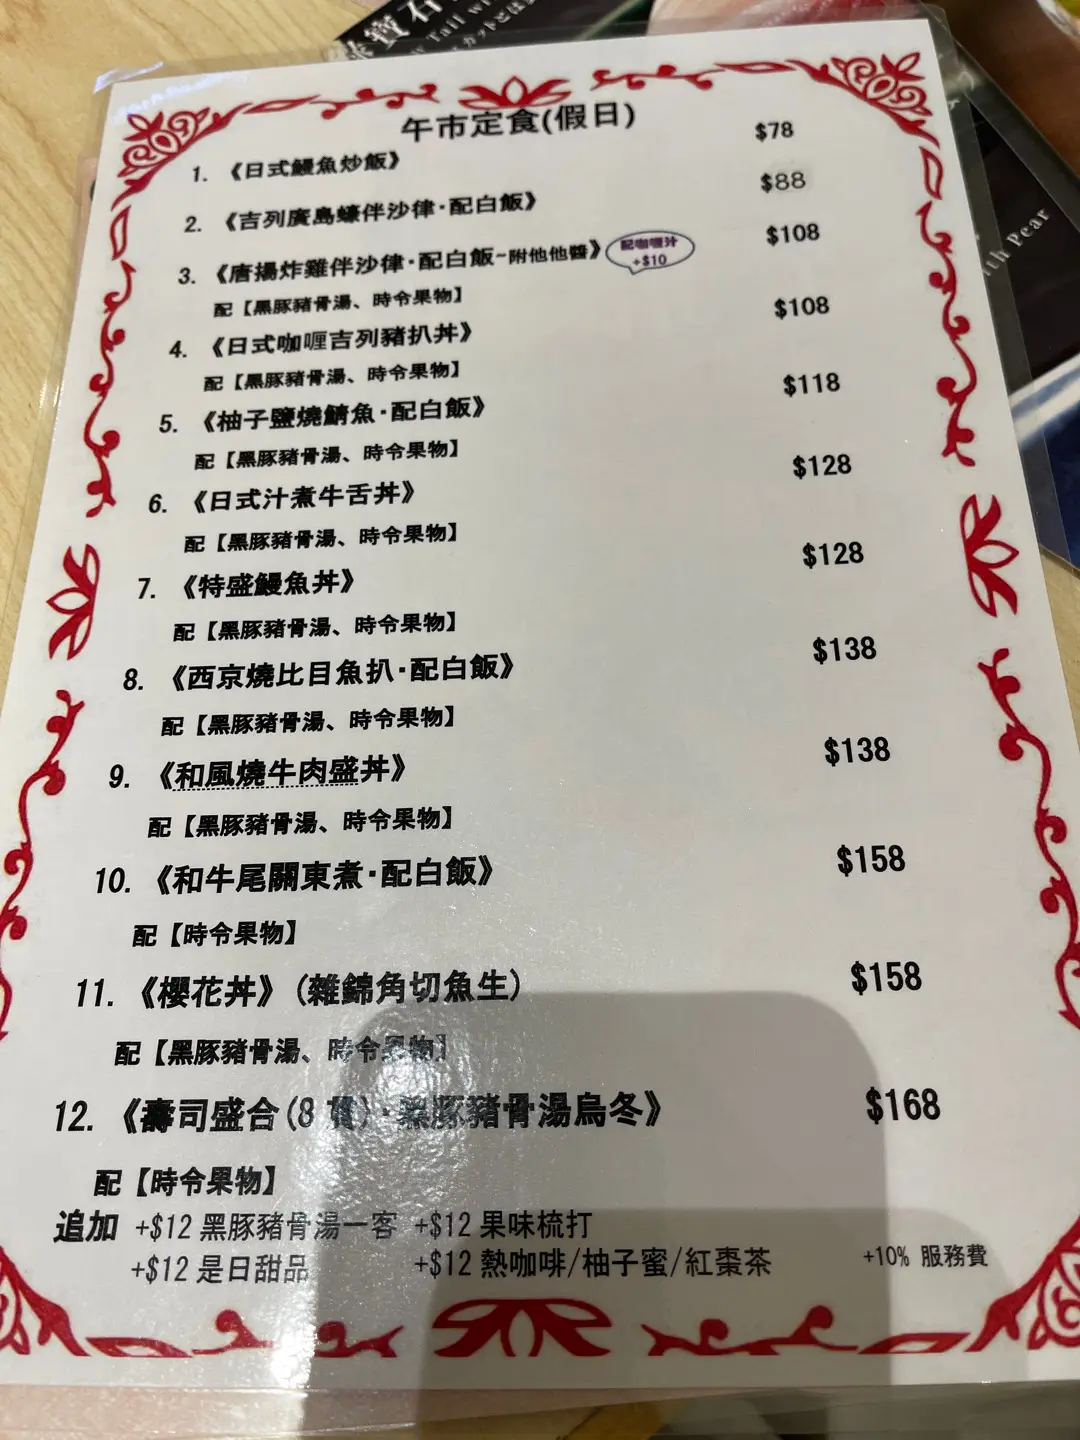 午市定食(假日)
1. 《日式鰻魚炒飯》 $78
2. 《吉列廣島蠔伴沙律·配白飯》 $88
3. 《唐揚炸雞伴沙律·配白飯-附他他醬》 配咖喱汁 +$10 $108
配【黑豚豬骨湯、時令果物】
4. 《日式咖喱吉列豬扒丼》 $108
配【黑豚豬骨湯、時令果物】
5. 《柚子鹽燒鯖魚·配白飯》 $118
配【黑豚豬骨湯、時令果物】
6. 《日式汁煮牛舌丼》 $128
配【黑豚豬骨湯、時令果物】
7. 《特盛鰻魚丼》 $128
配【黑豚豬骨湯、時令果物】
8. 《西京燒比目魚扒·配白飯》 $138
配【黑豚豬骨湯、時令果物】
9. 《和風燒牛肉盛丼》 $138
配【黑豚豬骨湯、時令果物】
10. 《和牛尾關東煮·配白飯》 $158
配【時令果物】
11. 《櫻花丼》(雜錦角切魚生) $158
配【黑豚豬骨湯、時令果物】
12. 《壽司盛合(8 貫)·黑豚豬骨湯烏冬》 $168
配【時令果物】
追加 +$12 黑豚豬骨湯一客 +$12 果味梳打
+$12 是日甜品 +$12 熱咖啡/柚子蜜/紅棗茶 +10% 服務費